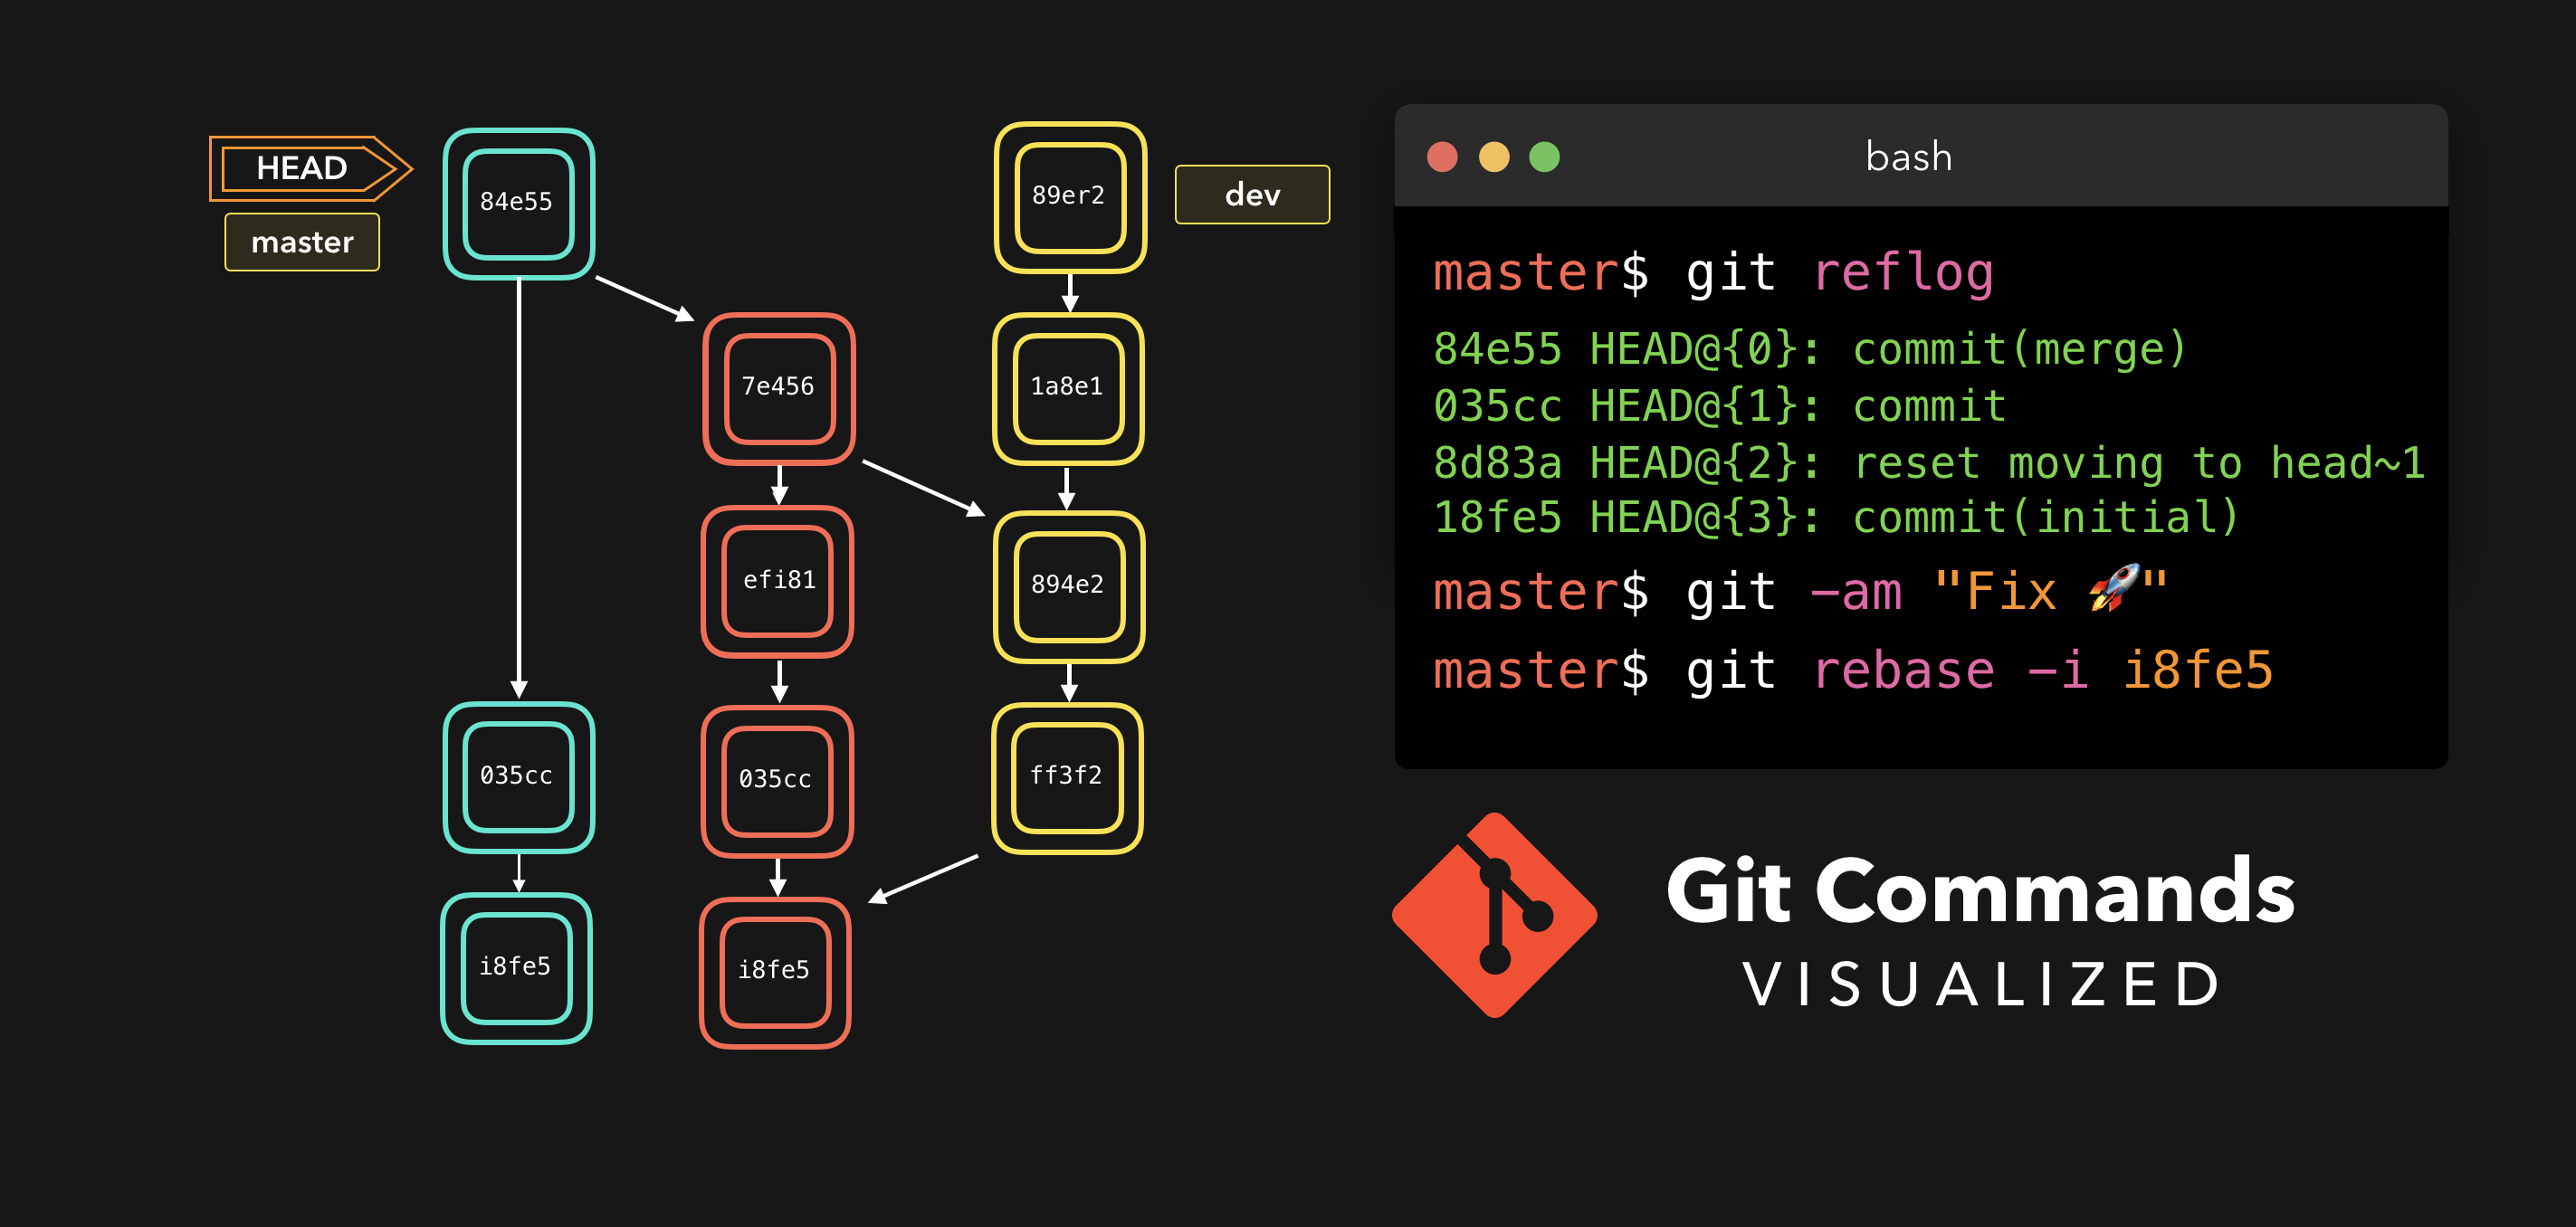 HEAD
master
84e55
89er2
dev
7e456
1a8e1
efi81
894e2
035cc
035cc
ff3f2
i8fe5
i8fe5
bash
master$ git reflog
84e55 HEAD@{0}: commit(merge)
035cc HEAD@{1}: commit
8d83a HEAD@{2}: reset moving to head~1
18fe5 HEAD@{3}: commit(initial)
master$ git –am "Fix 🚀"
master$ git rebase –i i8fe5
Git Commands
VISUALIZED